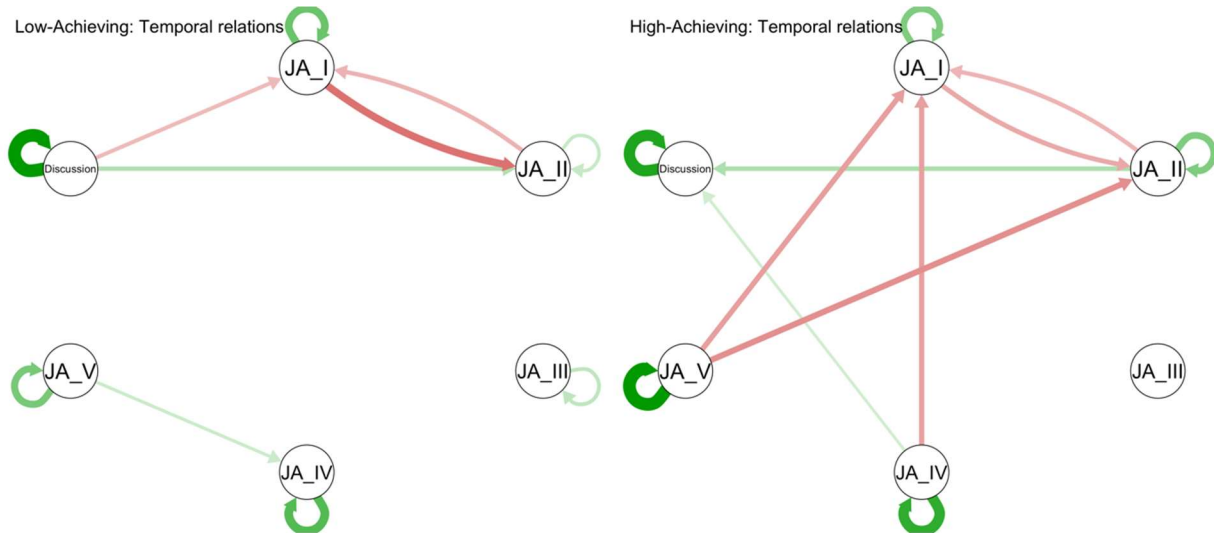 Low-Achieving: Temporal relations
JA_I
Discussion
JA_II
JA_V
JA_III
JA_IV
High-Achieving: Temporal relations
JA_I
Discussion
JA_II
JA_V
JA_III
JA_IV